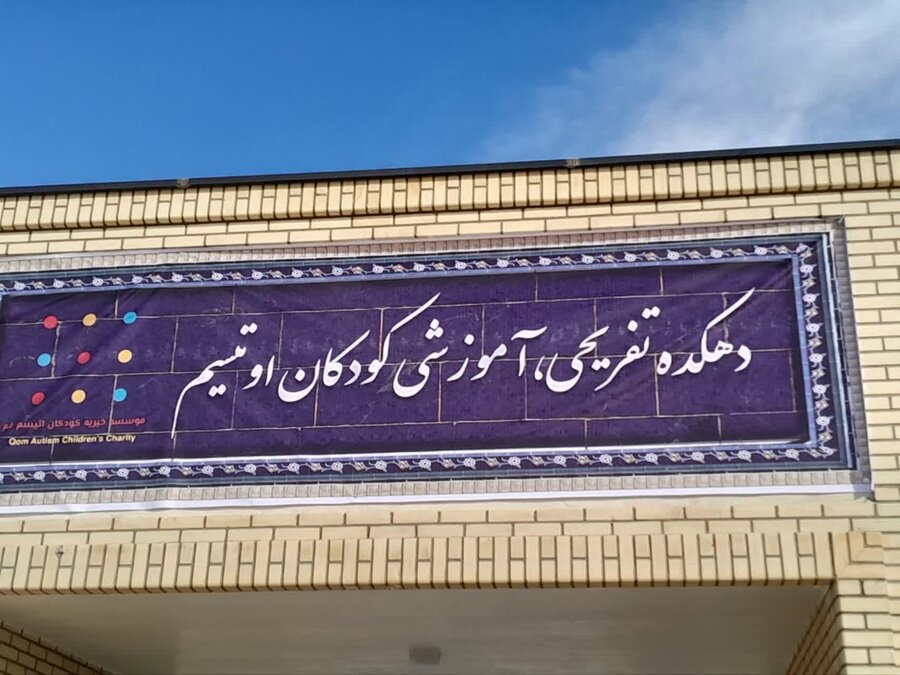 دهکده تفریحی، آموزشی کودکان اوتیسم
موسسه خیریه کودکان اتیسم قم
Qom Autism Children's Charity